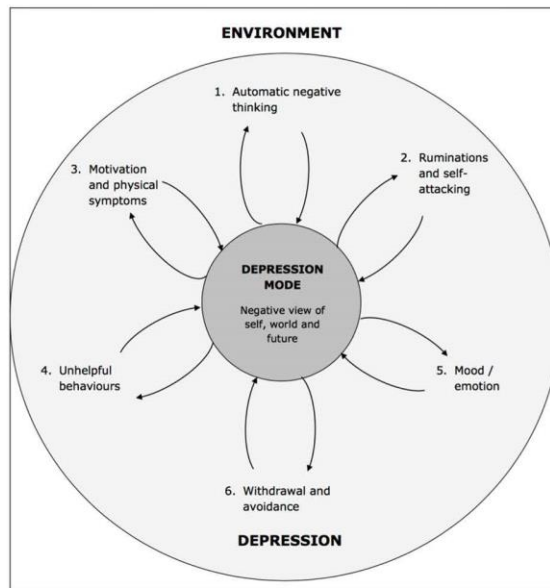 ENVIRONMENT
1. Automatic negative
thinking
2. Ruminations
and self-
attacking
3. Motivation
and physical
symptoms
DEPRESSION
MODE
Negative view of
self, world and
future
4. Unhelpful
behaviours
5. Mood /
emotion
6. Withdrawal and
avoidance
DEPRESSION